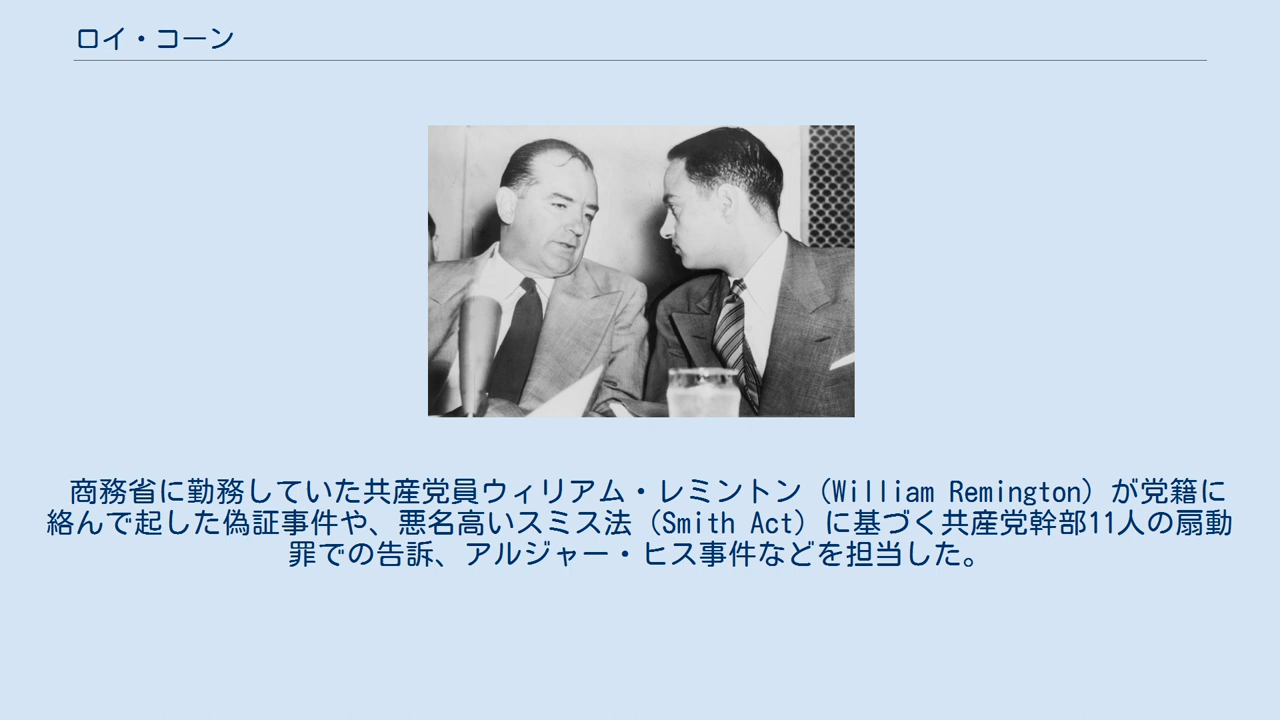 ロイ・コーン
商務省に勤務していた共産党員ウィリアム・レミントン（William Remington）が党籍に
絡んで起した偽証事件や、悪名高いスミス法（Smith Act）に基づく共産党幹部11人の扇動
罪での告訴、アルジャー・ヒス事件などを担当した。